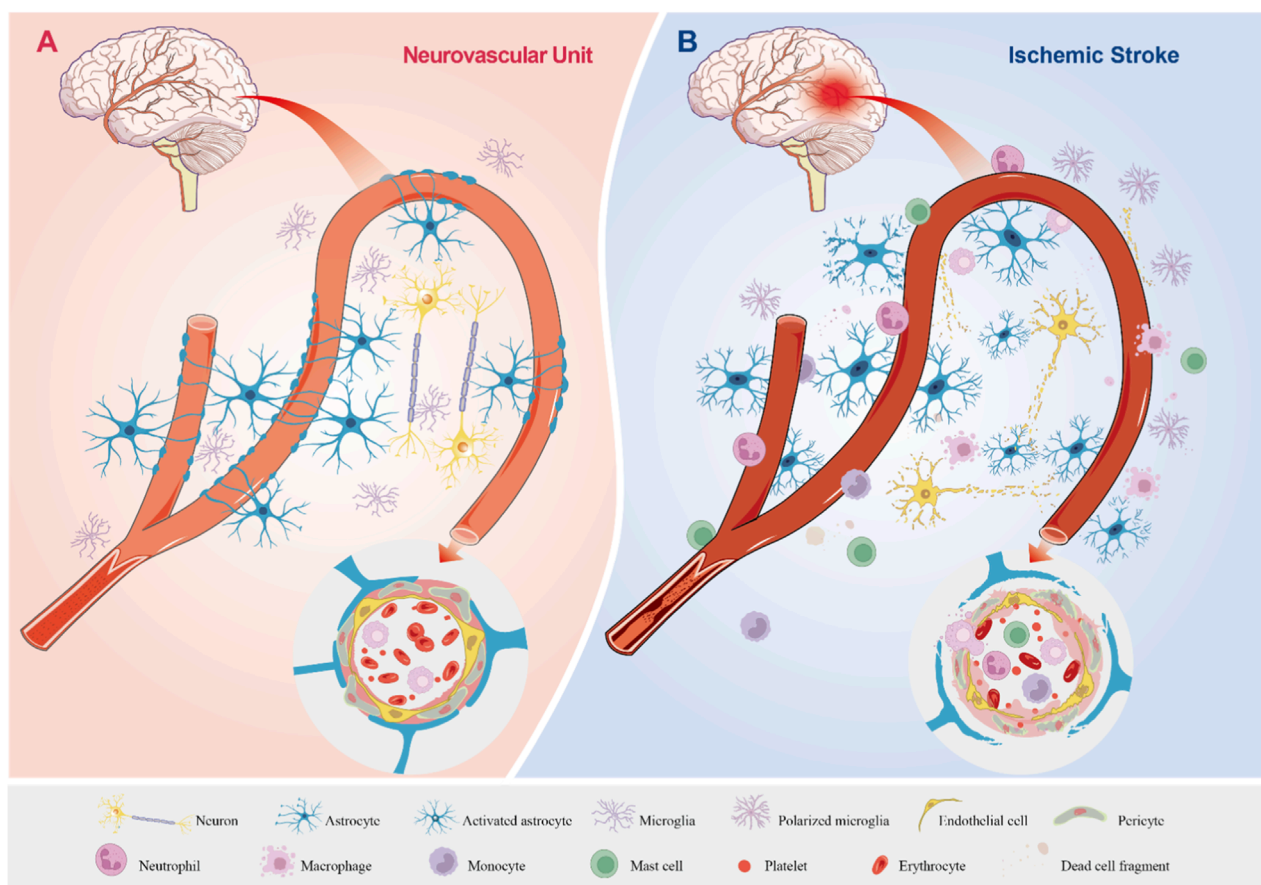 A
Neurovascular Unit
B
Ischemic Stroke
Neuron
Astrocyte
Activated astrocyte
Microglia
Polarized microglia
Endothelial cell
Pericyte
Neutrophil
Macrophage
Monocyte
Mast cell
Platelet
Erythrocyte
Dead cell fragment